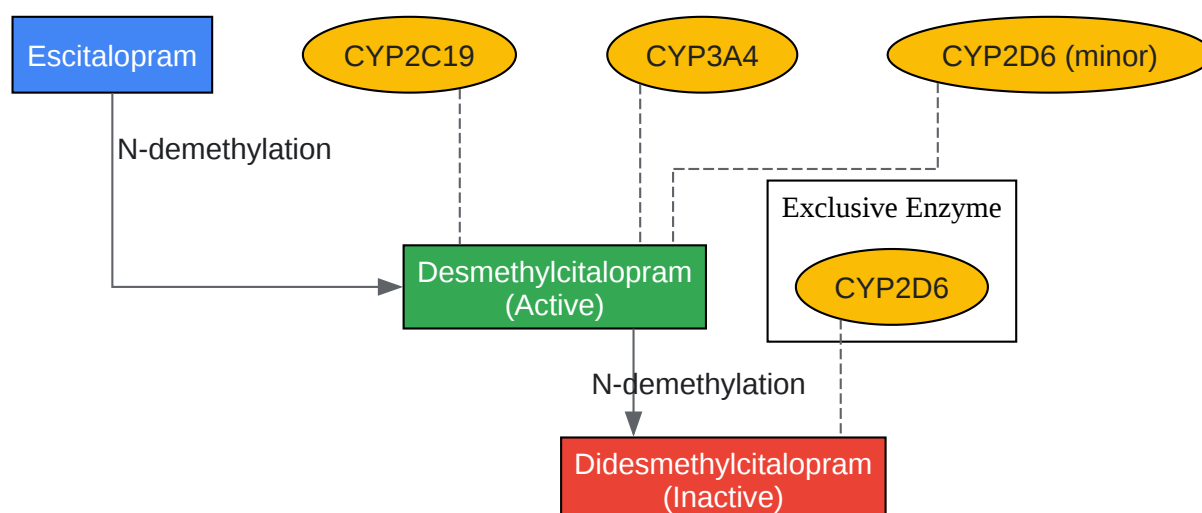 Escitalopram
CYP2C19
CYP3A4
CYP2D6 (minor)
N-demethylation
Exclusive Enzyme
Desmethylcitalopram
(Active)
CYP2D6
N-demethylation
Didesmethylcitalopram
(Inactive)